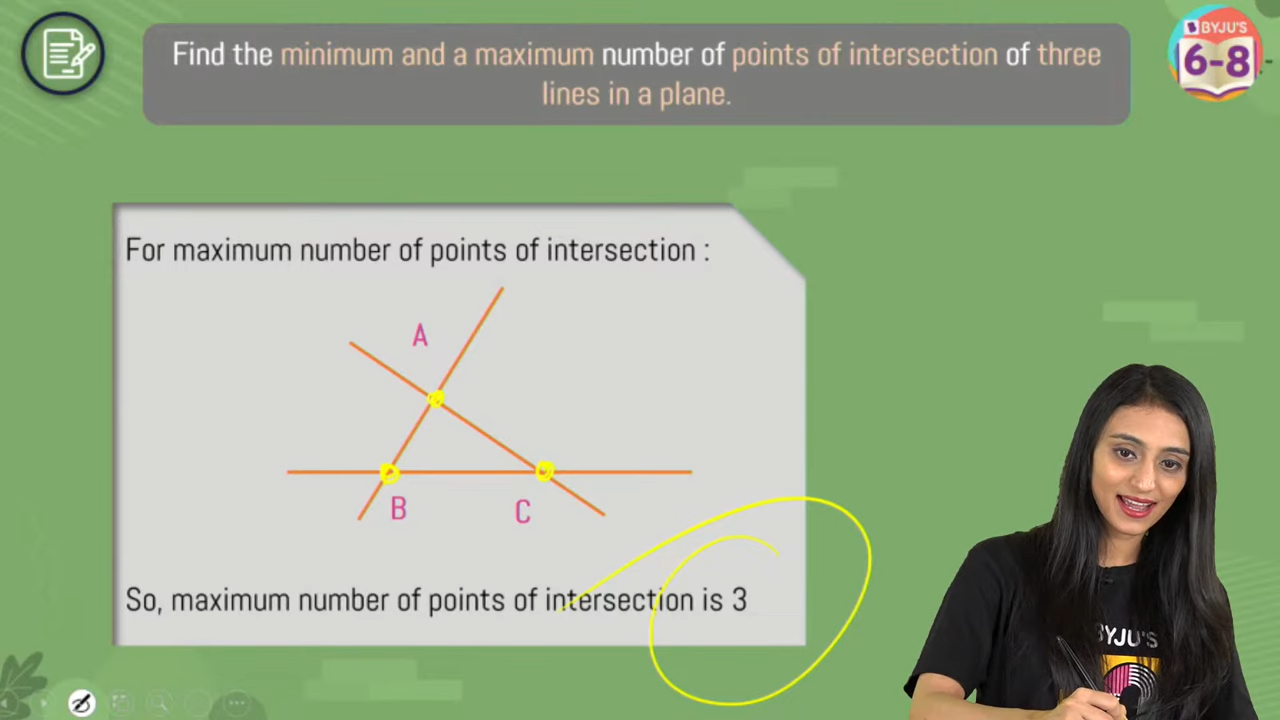 Find the minimum and a maximum number of points of intersection of three
lines in a plane.
BYJU'S
6-8
For maximum number of points of intersection :
A
B
C
So, maximum number of points of intersection is 3
BYJU'S